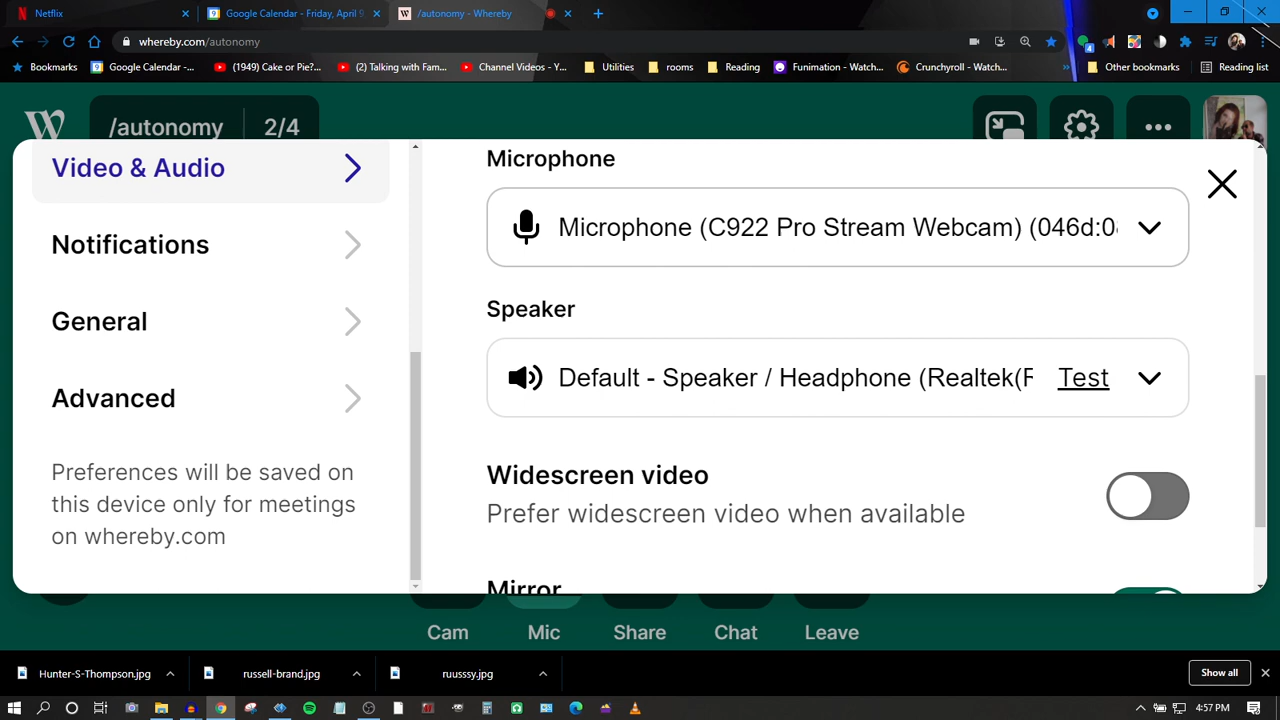 Netflix
Google Calendar - Friday, April 9
/autonomy - Whereby
whereby.com/autonomy
Bookmarks
Google Calendar -...
(1949) Cake or Pie?...
(2) Talking with Fam...
Channel Videos - Y...
Utilities
rooms
Reading
Funimation - Watch...
Crunchyroll - Watch...
Other bookmarks
Reading list
/autonomy 2/4
Video & Audio
Notifications
General
Advanced
Preferences will be saved on
this device only for meetings
on whereby.com
Microphone
Microphone (C922 Pro Stream Webcam) (046d:0
Speaker
Default - Speaker / Headphone (Realtek(R Test
Widescreen video
Prefer widescreen video when available
Mirror
Cam
Mic
Share
Chat
Leave
Hunter-S-Thompson.jpg
russell-brand.jpg
ruusssy.jpg
Show all
4:57 PM